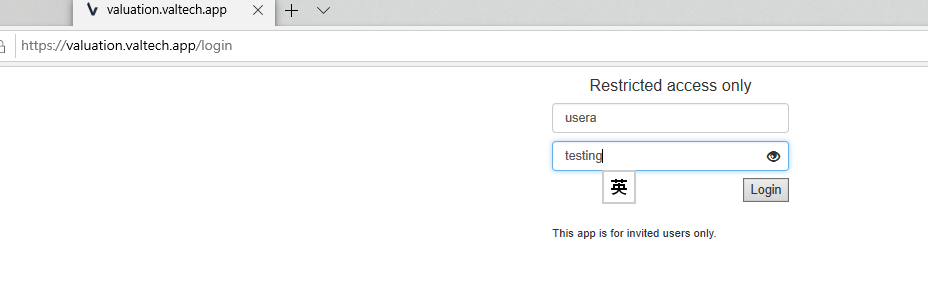 valuation.valtech.app
https://valuation.valtech.app/login
Restricted access only
usera
testing
英
Login
This app is for invited users only.